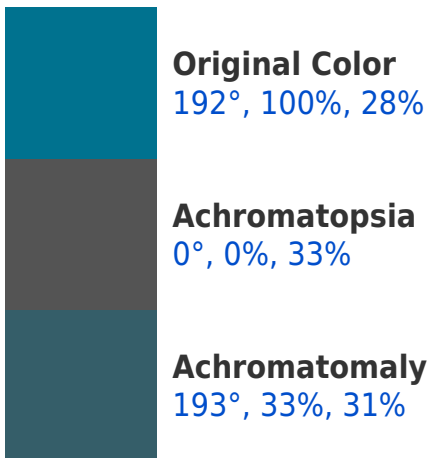 Original Color
192°, 100%, 28%
Achromatopsia
0°, 0%, 33%
Achromatomaly
193°, 33%, 31%